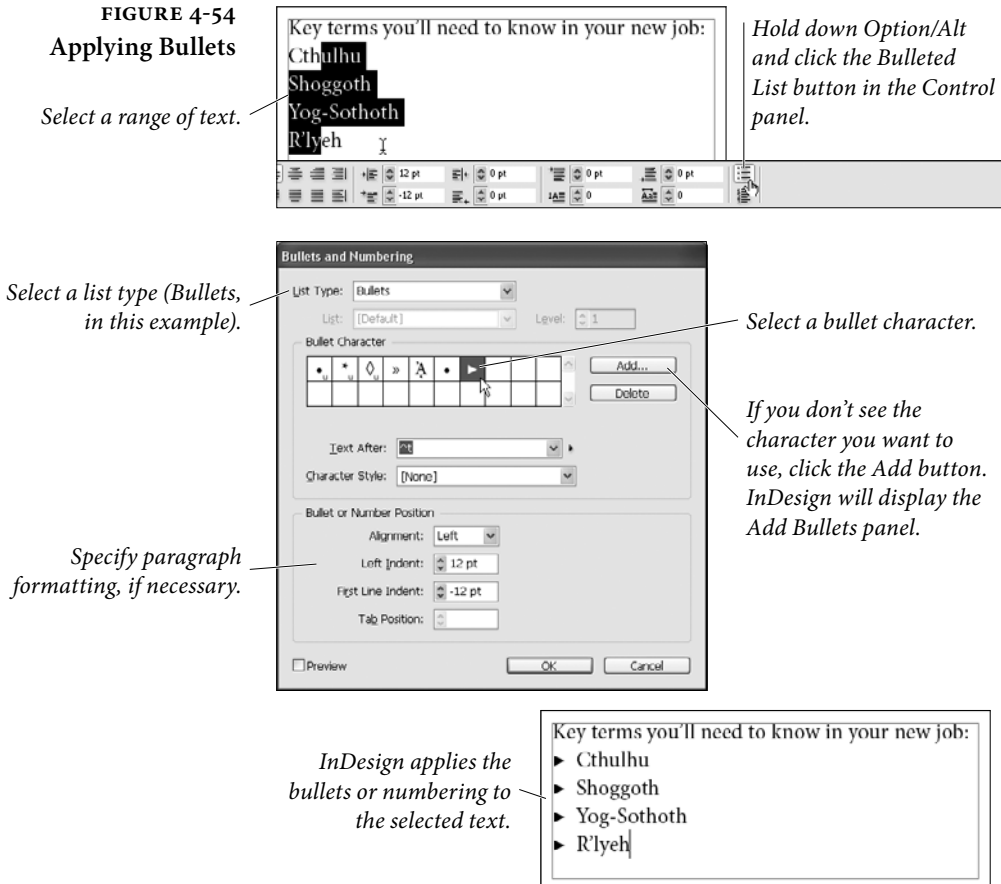 FIGURE 4-54
Applying Bullets
Select a range of text.
Key terms you'll need to know in your new job:
Cthulhu
Shoggoth
Yog-Sothoth
R'lyeh
Hold down Option/Alt
and click the Bulleted
List button in the Control
panel.
12 pt
0 pt
0 pt
0 pt
-12 pt
0 pt
0
0
Bullets and Numbering
Select a list type (Bullets,
in this example).
List Type: Bullets
List: [Default] Level: 1
Bullet Character
Select a bullet character.
Add...
Delete
If you don't see the
character you want to
use, click the Add button.
InDesign will display the
Add Bullets panel.
Text After: ^t
Character Style: [None]
Bullet or Number Position
Alignment: Left
Left Indent: 12 pt
First Line Indent: -12 pt
Tab Position:
Specify paragraph
formatting, if necessary.
Preview OK Cancel
InDesign applies the
bullets or numbering to
the selected text.
Key terms you'll need to know in your new job:
► Cthulhu
► Shoggoth
► Yog-Sothoth
► R'lyeh